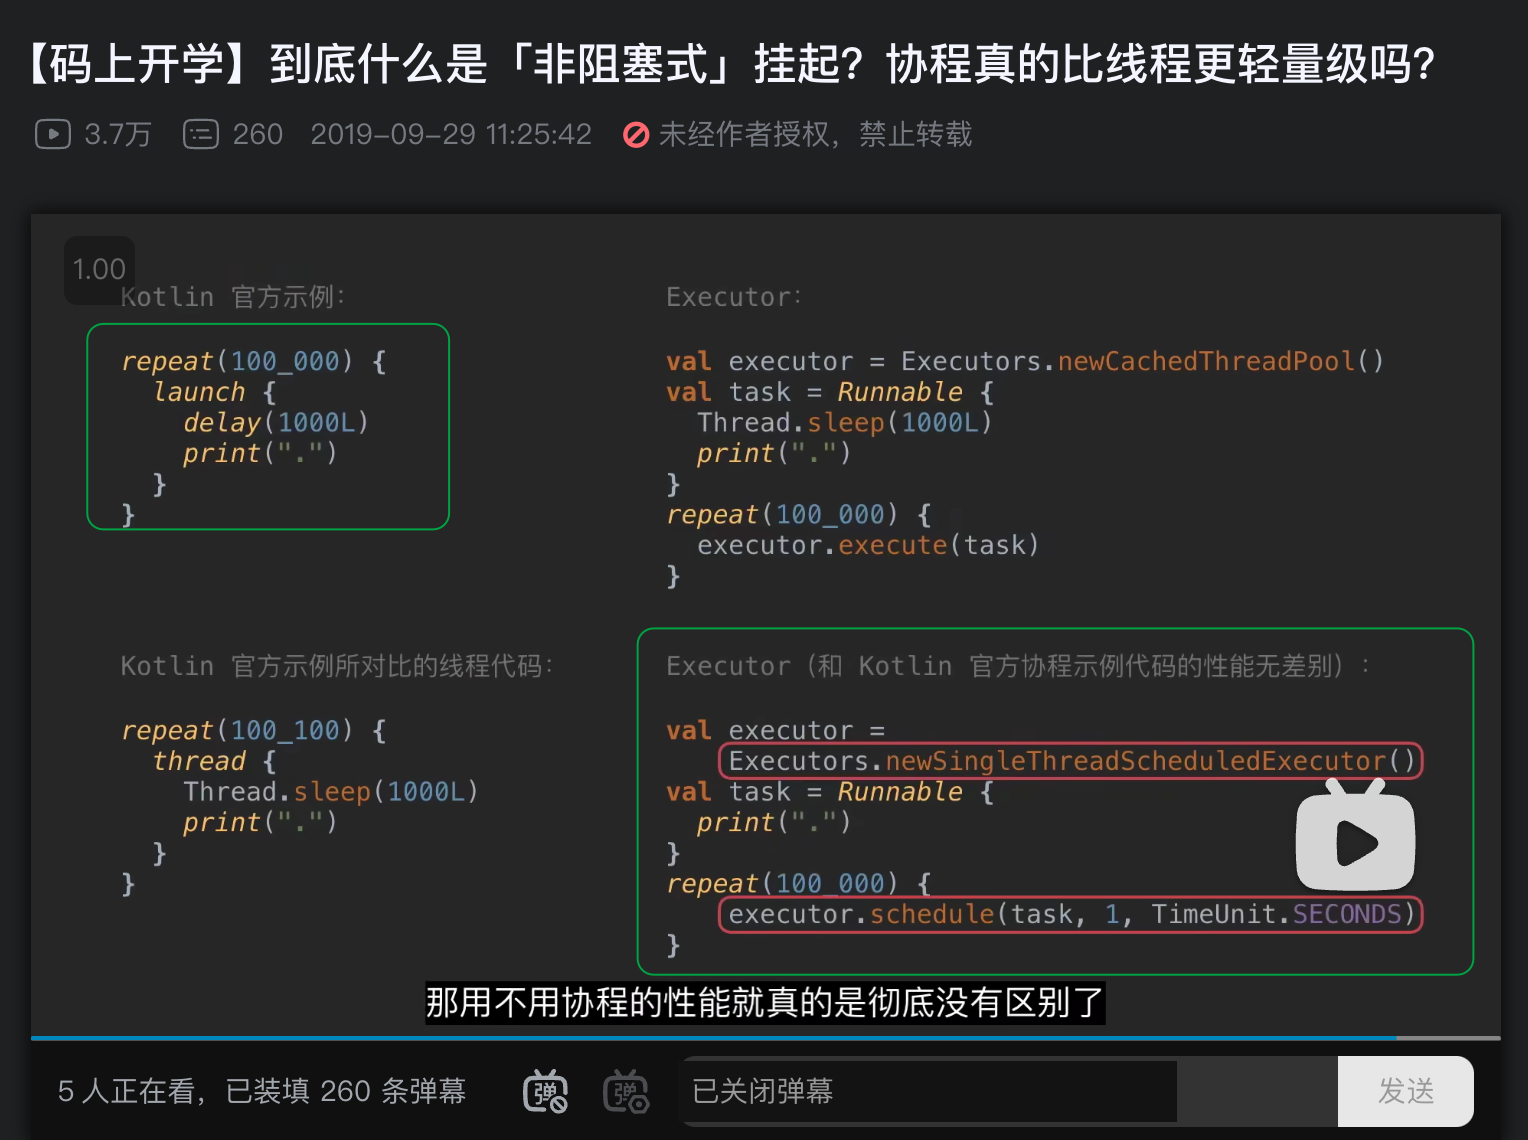 【码上开学】到底什么是「非阻塞式」挂起？协程真的比线程更轻量级吗？
3.7万 260 2019-09-29 11:25:42 未经作者授权，禁止转载
1.00
Kotlin 官方示例：
repeat(100_000) {
  launch {
    delay(1000L)
    print(".")
  }
}
Executor：
val executor = Executors.newCachedThreadPool()
val task = Runnable {
  Thread.sleep(1000L)
  print(".")
}
repeat(100_000) {
  executor.execute(task)
}
Kotlin 官方示例所对比的线程代码：
repeat(100_100) {
  thread {
    Thread.sleep(1000L)
    print(".")
  }
}
Executor（和 Kotlin 官方协程示例代码的性能无差别）：
val executor =
    Executors.newSingleThreadScheduledExecutor()
val task = Runnable {
  print(".")
}
repeat(100_000) {
    executor.schedule(task, 1, TimeUnit.SECONDS)
}
那用不用协程的性能就真的是彻底没有区别了
5 人正在看，已装填 260 条弹幕 弹 弹 已关闭弹幕 发送